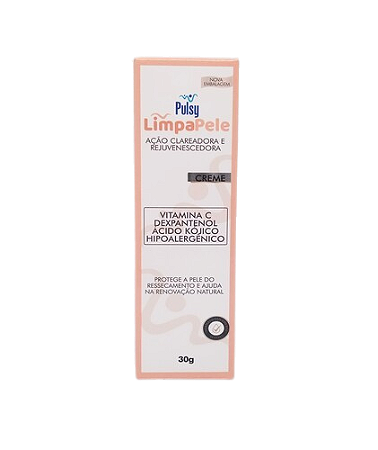 NOVA
EMBALAGEM
Pulsy
LimpaPele
AÇÃO CLAREADORA E
REJUVENESCEDORA
CREME
VITAMINA C
DEXPANTENOL
ÁCIDO KÓJICO
HIPOALERGÊNICO
PROTEGE A PELE DO
RESSECAMENTO E AJUDA
NA RENOVAÇÃO NATURAL
30g